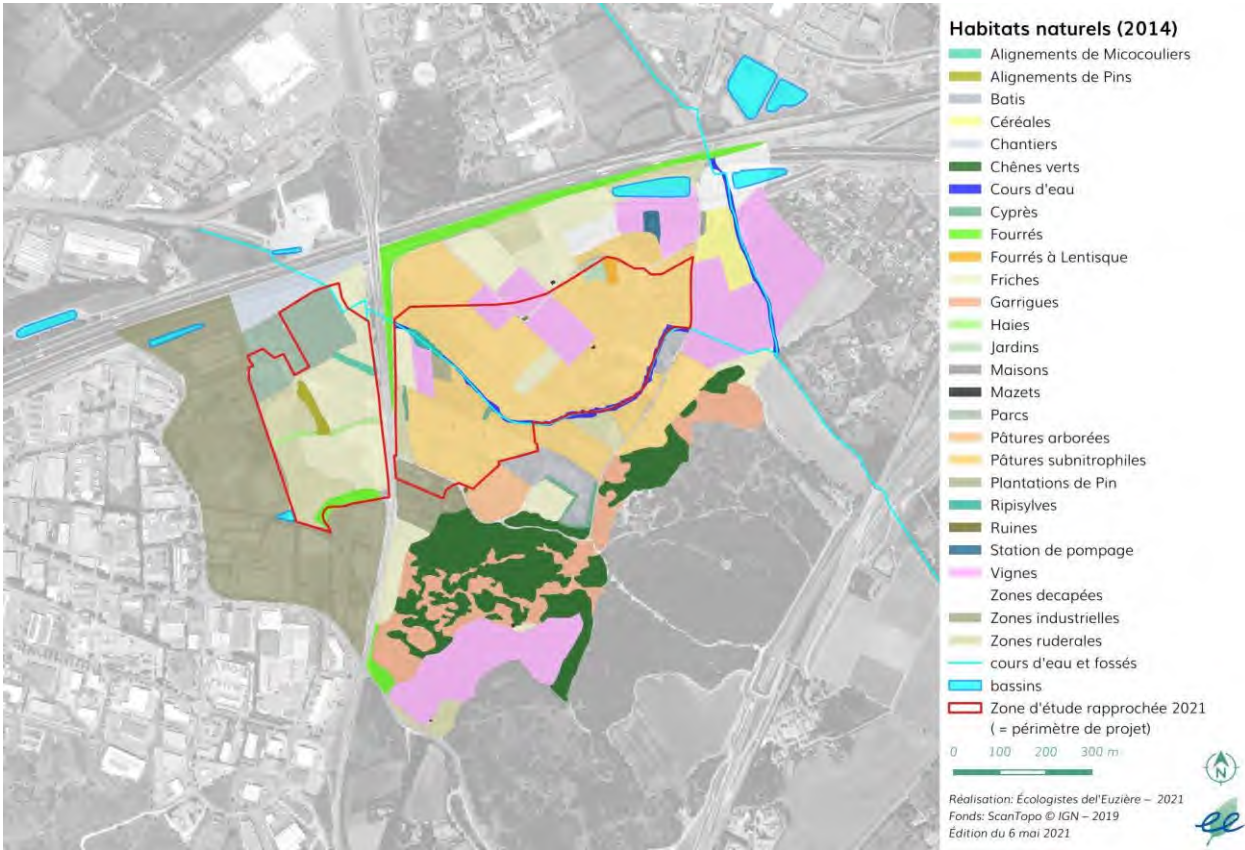 Habitats naturels (2014)
Alignements de Micocouliers
Alignements de Pins
Batis
Céréales
Chantiers
Chênes verts
Cours d'eau
Cyprès
Fourrés
Fourrés à Lentisque
Friches
Garrigues
Haies
Jardins
Maisons
Mazets
Parcs
Pâtures arborées
Pâtures subnitrophiles
Plantations de Pin
Ripisylves
Ruines
Station de pompage
Vignes
Zones decapées
Zones industrielles
Zones ruderales
cours d'eau et fossés
bassins
Zone d'étude rapprochée 2021
( = périmètre de projet)
0 100 200 300 m
N
Réalisation: Écologistes del'Euzière – 2021
Fonds: ScanTopo © IGN – 2019
Édition du 6 mai 2021
ee